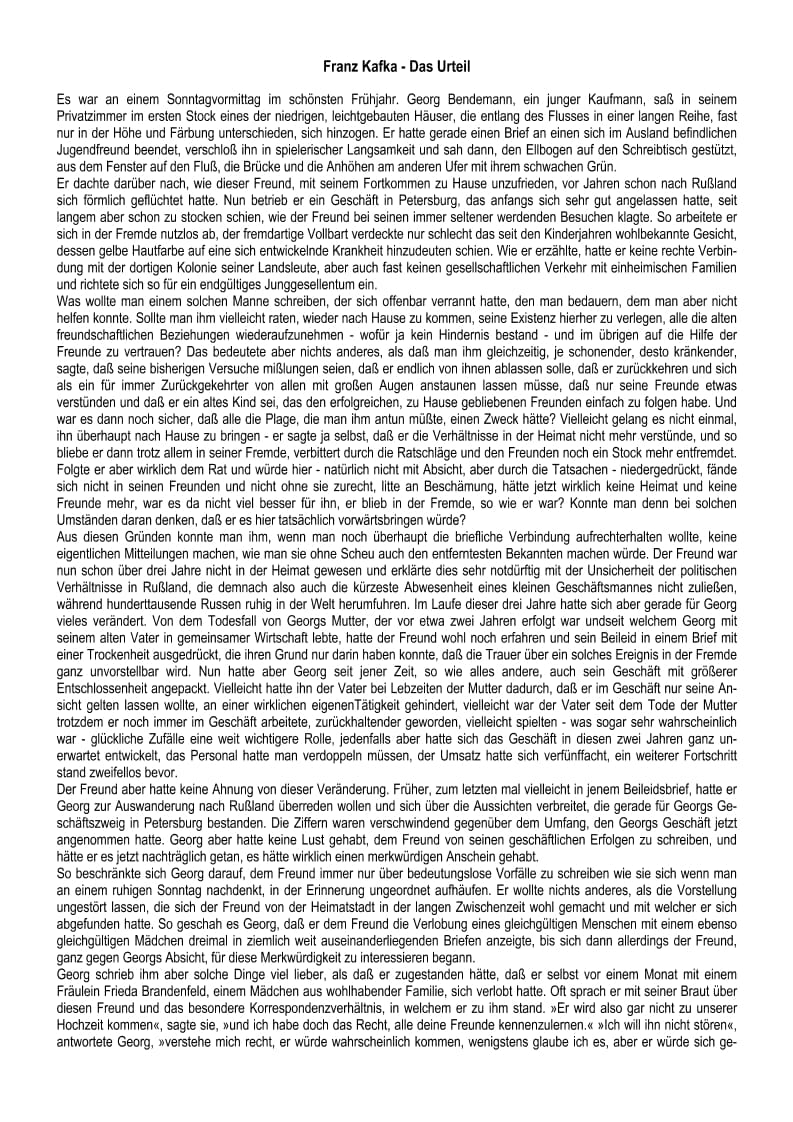 Franz Kafka - Das Urteil
Es war an einem Sonntagvormittag im schönsten Frühjahr. Georg Bendemann, ein junger Kaufmann, saß in seinem
Privatzimmer im ersten Stock eines der niedrigen, leichtgebauten Häuser, die entlang des Flusses in einer langen Reihe, fast
nur in der Höhe und Färbung unterschieden, sich hinzogen. Er hatte gerade einen Brief an einen sich im Ausland befindlichen
Jugendfreund beendet, verschloß ihn in spielerischer Langsamkeit und sah dann, den Ellbogen auf den Schreibtisch gestützt,
aus dem Fenster auf den Fluß, die Brücke und die Anhöhen am anderen Ufer mit ihrem schwachen Grün.
Er dachte darüber nach, wie dieser Freund, mit seinem Fortkommen zu Hause unzufrieden, vor Jahren schon nach Rußland
sich förmlich geflüchtet hatte. Nun betrieb er ein Geschäft in Petersburg, das anfangs sich sehr gut angelassen hatte, seit
langem aber schon zu stocken schien, wie der Freund bei seinen immer seltener werdenden Besuchen klagte. So arbeitete er
sich in der Fremde nutzlos ab, der fremdartige Vollbart verdeckte nur schlecht das seit den Kinderjahren wohlbekannte Gesicht,
dessen gelbe Hautfarbe auf eine sich entwickelnde Krankheit hinzudeuten schien. Wie er erzählte, hatte er keine rechte Verbin-
dung mit der dortigen Kolonie seiner Landsleute, aber auch fast keinen gesellschaftlichen Verkehr mit einheimischen Familien
und richtete sich so für ein endgültiges Junggesellentum ein.
Was wollte man einem solchen Manne schreiben, der sich offenbar verrannt hatte, den man bedauern, dem man aber nicht
helfen konnte. Sollte man ihm vielleicht raten, wieder nach Hause zu kommen, seine Existenz hierher zu verlegen, alle die alten
freundschaftlichen Beziehungen wiederaufzunehmen - wofür ja kein Hindernis bestand - und im übrigen auf die Hilfe der
Freunde zu vertrauen? Das bedeutete aber nichts anderes, als daß man ihm gleichzeitig, je schonender, desto kränkender,
sagte, daß seine bisherigen Versuche mißlungen seien, daß er endlich von ihnen ablassen solle, daß er zurückkehren und sich
als ein für immer Zurückgekehrter von allen mit großen Augen anstaunen lassen müsse, daß nur seine Freunde etwas
verstünden und daß er ein altes Kind sei, das den erfolgreichen, zu Hause gebliebenen Freunden einfach zu folgen habe. Und
war es dann noch sicher, daß alle die Plage, die man ihm antun müßte, einen Zweck hätte? Vielleicht gelang es nicht einmal,
ihn überhaupt nach Hause zu bringen - er sagte ja selbst, daß er die Verhältnisse in der Heimat nicht mehr verstünde, und so
bliebe er dann trotz allem in seiner Fremde, verbittert durch die Ratschläge und den Freunden noch ein Stock mehr entfremdet.
Folgte er aber wirklich dem Rat und würde hier - natürlich nicht mit Absicht, aber durch die Tatsachen - niedergedrückt, fände
sich nicht in seinen Freunden und nicht ohne sie zurecht, litte an Beschämung, hätte jetzt wirklich keine Heimat und keine
Freunde mehr, war es da nicht viel besser für ihn, er blieb in der Fremde, so wie er war? Konnte man denn bei solchen
Umständen daran denken, daß er es hier tatsächlich vorwärtsbringen würde?
Aus diesen Gründen konnte man ihm, wenn man noch überhaupt die briefliche Verbindung aufrechterhalten wollte, keine
eigentlichen Mitteilungen machen, wie man sie ohne Scheu auch den entferntesten Bekannten machen würde. Der Freund war
nun schon über drei Jahre nicht in der Heimat gewesen und erklärte dies sehr notdürftig mit der Unsicherheit der politischen
Verhältnisse in Rußland, die demnach also auch die kürzeste Abwesenheit eines kleinen Geschäftsmannes nicht zuließen,
während hunderttausende Russen ruhig in der Welt herumfuhren. Im Laufe dieser drei Jahre hatte sich aber gerade für Georg
vieles verändert. Von dem Todesfall von Georgs Mutter, der vor etwa zwei Jahren erfolgt war undseit welchem Georg mit
seinem alten Vater in gemeinsamer Wirtschaft lebte, hatte der Freund wohl noch erfahren und sein Beileid in einem Brief mit
einer Trockenheit ausgedrückt, die ihren Grund nur darin haben konnte, daß die Trauer über ein solches Ereignis in der Fremde
ganz unvorstellbar wird. Nun hatte aber Georg seit jener Zeit, so wie alles andere, auch sein Geschäft mit größerer
Entschlossenheit angepackt. Vielleicht hatte ihn der Vater bei Lebzeiten der Mutter dadurch, daß er im Geschäft nur seine An-
sicht gelten lassen wollte, an einer wirklichen eigenenTätigkeit gehindert, vielleicht war der Vater seit dem Tode der Mutter
trotzdem er noch immer im Geschäft arbeitete, zurückhaltender geworden, vielleicht spielten - was sogar sehr wahrscheinlich
war - glückliche Zufälle eine weit wichtigere Rolle, jedenfalls aber hatte sich das Geschäft in diesen zwei Jahren ganz un-
erwartet entwickelt, das Personal hatte man verdoppeln müssen, der Umsatz hatte sich verfünffacht, ein weiterer Fortschritt
stand zweifellos bevor.
Der Freund aber hatte keine Ahnung von dieser Veränderung. Früher, zum letzten mal vielleicht in jenem Beileidsbrief, hatte er
Georg zur Auswanderung nach Rußland überreden wollen und sich über die Aussichten verbreitet, die gerade für Georgs Ge-
schäftszweig in Petersburg bestanden. Die Ziffern waren verschwindend gegenüber dem Umfang, den Georgs Geschäft jetzt
angenommen hatte. Georg aber hatte keine Lust gehabt, dem Freund von seinen geschäftlichen Erfolgen zu schreiben, und
hätte er es jetzt nachträglich getan, es hätte wirklich einen merkwürdigen Anschein gehabt.
So beschränkte sich Georg darauf, dem Freund immer nur über bedeutungslose Vorfälle zu schreiben wie sie sich wenn man
an einem ruhigen Sonntag nachdenkt, in der Erinnerung ungeordnet aufhäufen. Er wollte nichts anderes, als die Vorstellung
ungestört lassen, die sich der Freund von der Heimatstadt in der langen Zwischenzeit wohl gemacht und mit welcher er sich
abgefunden hatte. So geschah es Georg, daß er dem Freund die Verlobung eines gleichgültigen Menschen mit einem ebenso
gleichgültigen Mädchen dreimal in ziemlich weit auseinanderliegenden Briefen anzeigte, bis sich dann allerdings der Freund,
ganz gegen Georgs Absicht, für diese Merkwürdigkeit zu interessieren begann.
Georg schrieb ihm aber solche Dinge viel lieber, als daß er zugestanden hätte, daß er selbst vor einem Monat mit einem
Fräulein Frieda Brandenfeld, einem Mädchen aus wohlhabender Familie, sich verlobt hatte. Oft sprach er mit seiner Braut über
diesen Freund und das besondere Korrespondenzverhältnis, in welchem er zu ihm stand. »Er wird also gar nicht zu unserer
Hochzeit kommen«, sagte sie, »und ich habe doch das Recht, alle deine Freunde kennenzulernen.« »Ich will ihn nicht stören«,
antwortete Georg, »verstehe mich recht, er würde wahrscheinlich kommen, wenigstens glaube ich es, aber er würde sich ge-